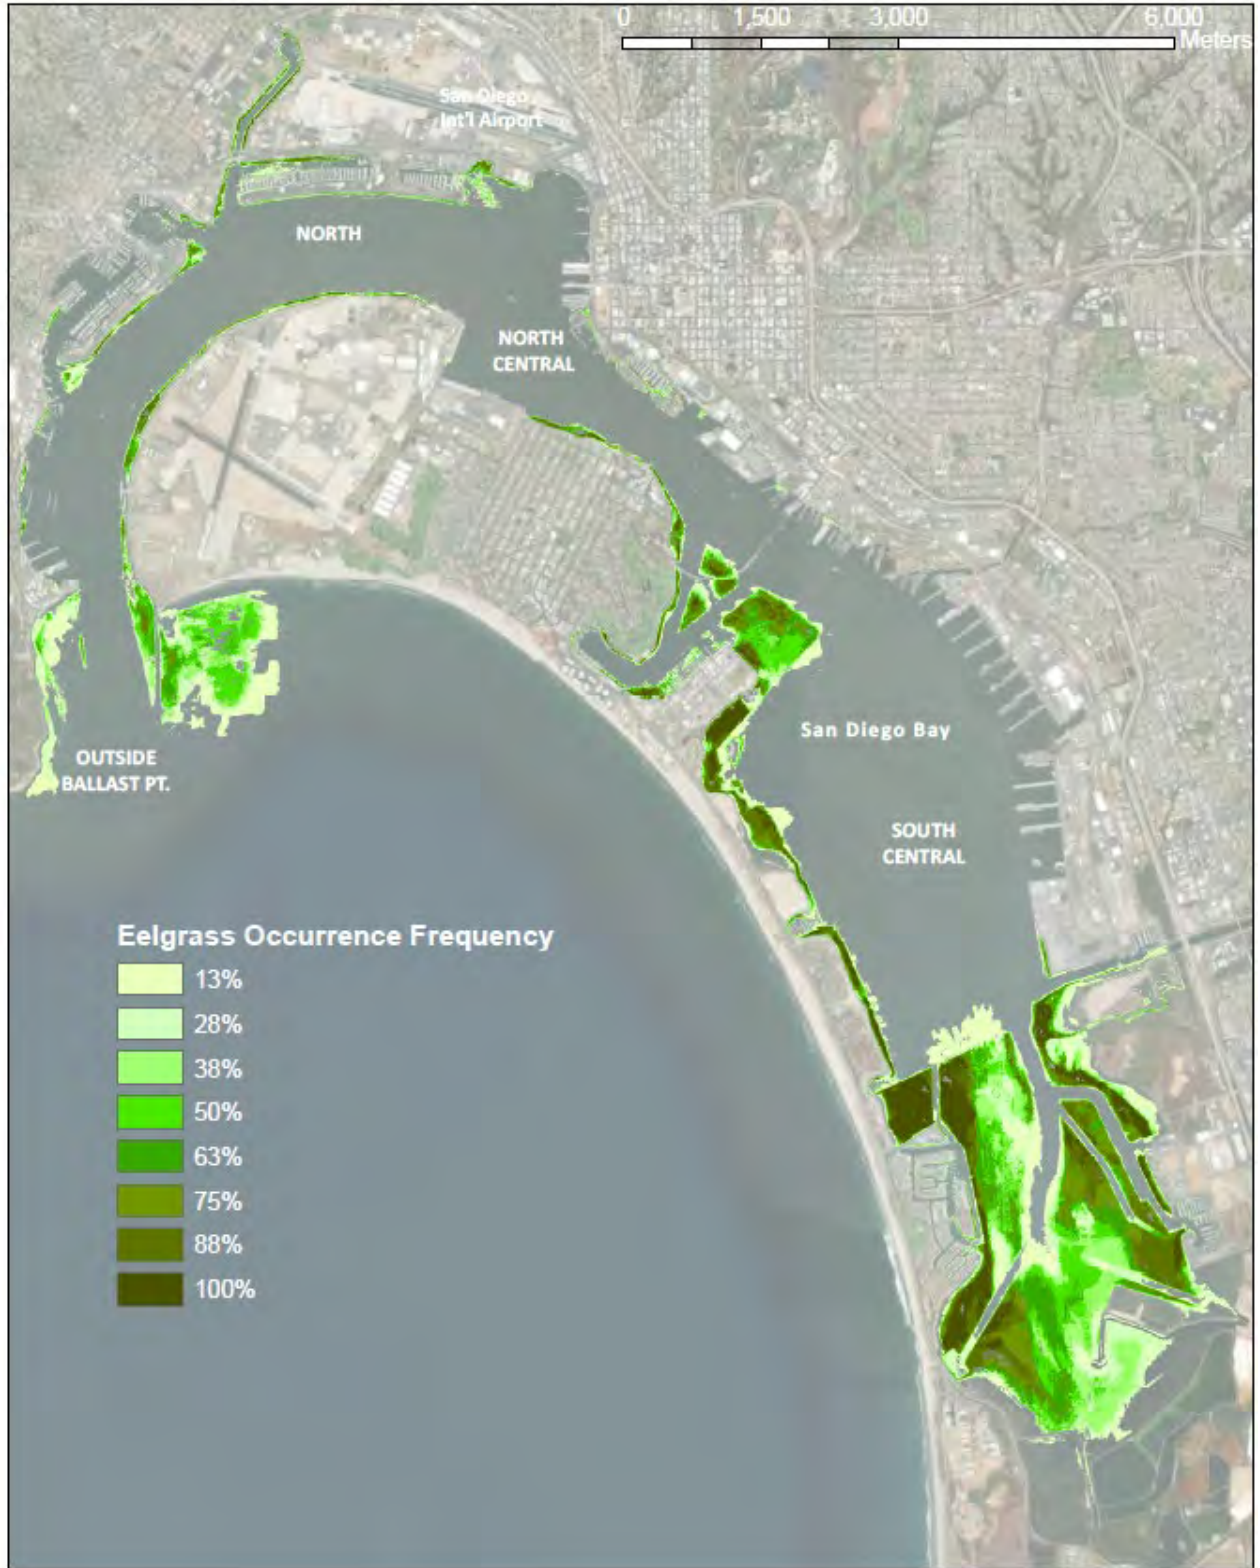 0 1,500 3,000 6,000
Meters
San Diego
Int'l Airport
NORTH
NORTH
CENTRAL
San Diego Bay
OUTSIDE
BALLAST PT.
SOUTH
CENTRAL
Eelgrass Occurrence Frequency
13%
28%
38%
50%
63%
75%
88%
100%